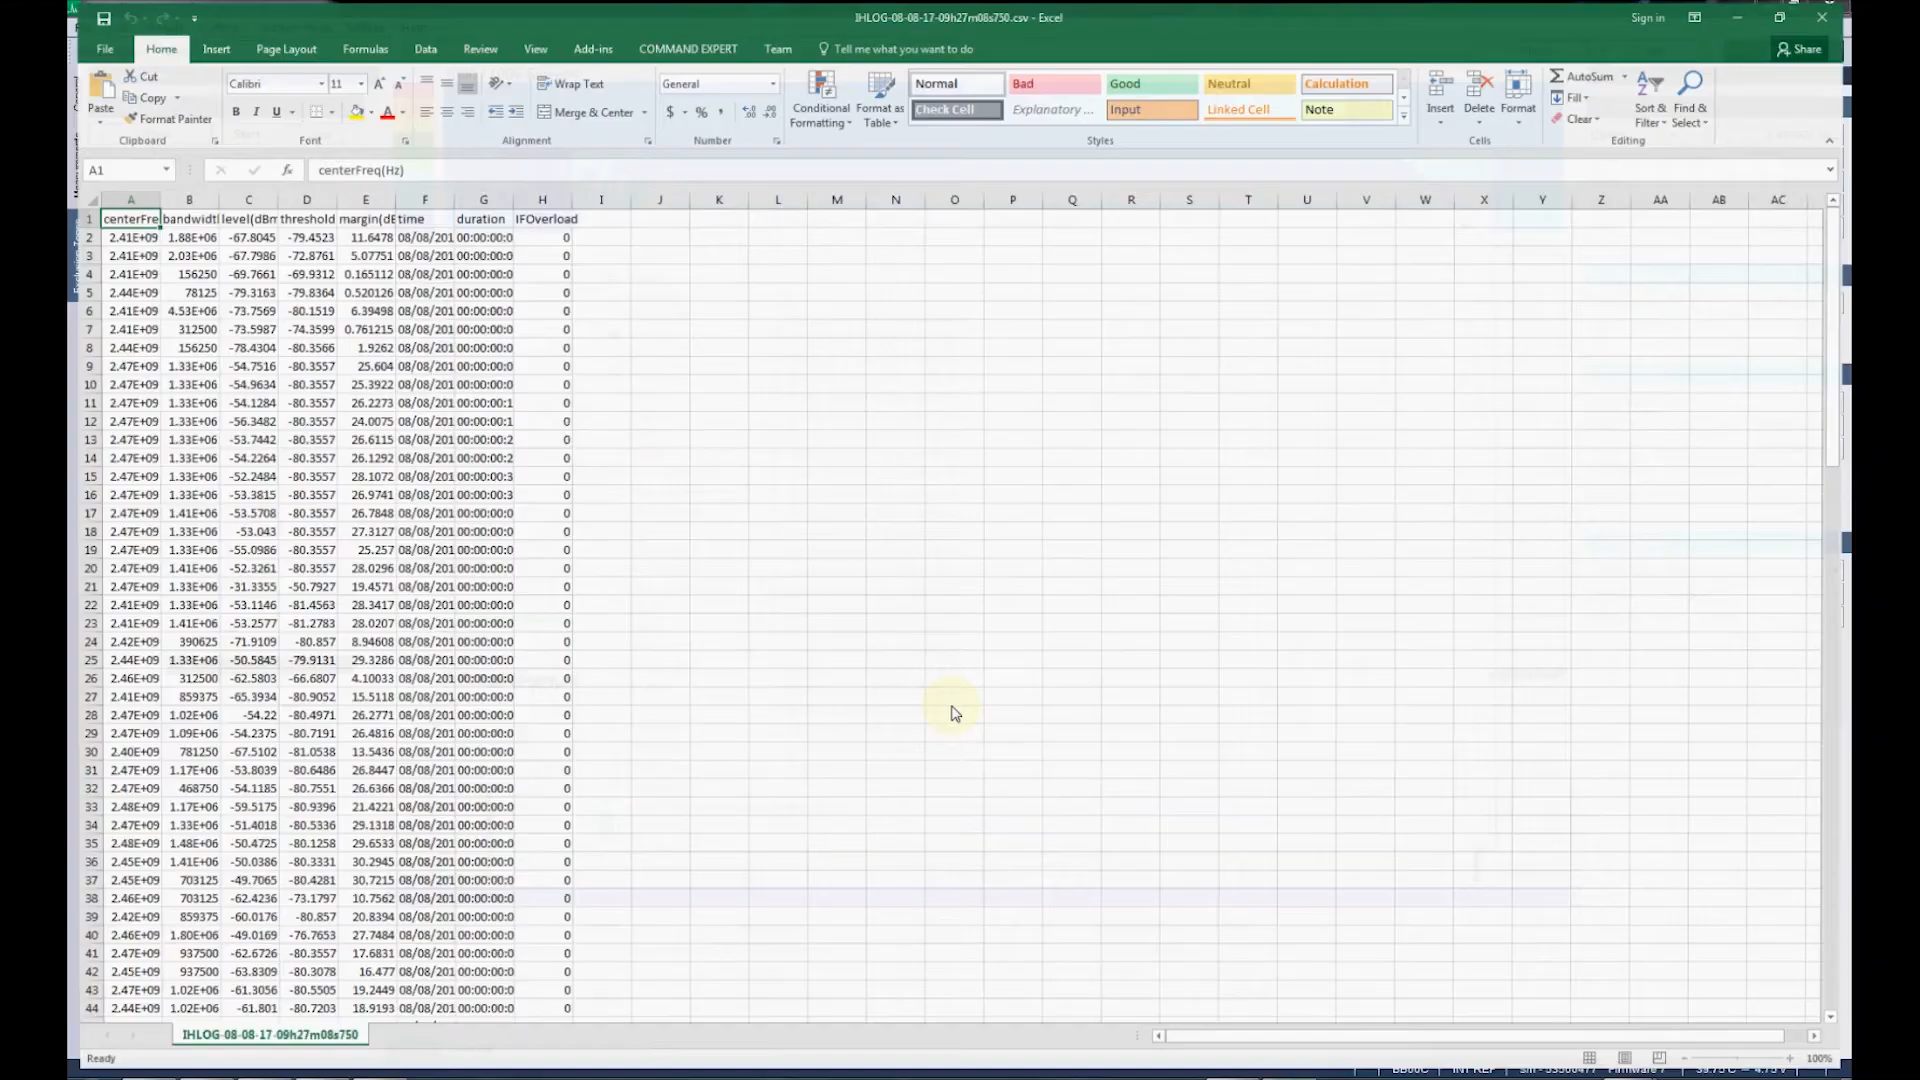 IHLOG-08-08-17-09h27m08s750.csv - Excel
Sign in
File Home Insert Page Layout Formulas Data Review View Add-ins COMMAND EXPERT Team Tell me what you want to do Share
Paste
Cut
Copy
Format Painter
Clipboard
Calibri 11
B I U
Font
Wrap Text
Merge & Center
Alignment
General
$ % ,
Number
Conditional Formatting
Format as Table
Normal Bad Good Neutral Calculation
Check Cell Explanatory ... Input Linked Cell Note
Styles
Insert Delete Format
Cells
AutoSum
Fill
Clear
Sort & Filter
Find & Select
Editing
A1 fx centerFreq(Hz)
A B C D E F G H I J K L M N O P Q R S T U V W X Y Z AA AB AC
1 centerFre bandwidtl level(dBm threshold margin(dB time duration IFOverload
2 2.41E+09 1.88E+06 -67.8045 -79.4523 11.6478 08/08/201 00:00:00:0 0
3 2.41E+09 2.03E+06 -67.7986 -72.8761 5.07751 08/08/201 00:00:00:0 0
4 2.41E+09 156250 -69.7661 -69.9312 0.165112 08/08/201 00:00:00:0 0
5 2.44E+09 78125 -79.3163 -79.8364 0.520126 08/08/201 00:00:00:0 0
6 2.41E+09 4.53E+06 -73.7569 -80.1519 6.39498 08/08/201 00:00:00:0 0
7 2.41E+09 312500 -73.5987 -74.3599 0.761215 08/08/201 00:00:00:0 0
8 2.44E+09 156250 -78.4304 -80.3566 1.9262 08/08/201 00:00:00:0 0
9 2.47E+09 1.33E+06 -54.7516 -80.3557 25.604 08/08/201 00:00:00:0 0
10 2.47E+09 1.33E+06 -54.9634 -80.3557 25.3922 08/08/201 00:00:00:0 0
11 2.47E+09 1.33E+06 -54.1284 -80.3557 26.2273 08/08/201 00:00:00:1 0
12 2.47E+09 1.33E+06 -56.3482 -80.3557 24.0075 08/08/201 00:00:00:1 0
13 2.47E+09 1.33E+06 -53.7442 -80.3557 26.6115 08/08/201 00:00:00:2 0
14 2.47E+09 1.33E+06 -54.2264 -80.3557 26.1292 08/08/201 00:00:00:2 0
15 2.47E+09 1.33E+06 -52.2484 -80.3557 28.1072 08/08/201 00:00:00:3 0
16 2.47E+09 1.33E+06 -53.3815 -80.3557 26.9741 08/08/201 00:00:00:3 0
17 2.47E+09 1.41E+06 -53.5708 -80.3557 26.7848 08/08/201 00:00:00:0 0
18 2.47E+09 1.33E+06 -53.043 -80.3557 27.3127 08/08/201 00:00:00:0 0
19 2.47E+09 1.33E+06 -55.0986 -80.3557 25.257 08/08/201 00:00:00:0 0
20 2.47E+09 1.41E+06 -52.3261 -80.3557 28.0296 08/08/201 00:00:00:0 0
21 2.47E+09 1.33E+06 -31.3355 -50.7927 19.4571 08/08/201 00:00:00:0 0
22 2.41E+09 1.33E+06 -53.1146 -81.4563 28.3417 08/08/201 00:00:00:0 0
23 2.41E+09 1.41E+06 -53.2577 -81.2783 28.0207 08/08/201 00:00:00:0 0
24 2.42E+09 390625 -71.9109 -80.857 8.94608 08/08/201 00:00:00:0 0
25 2.44E+09 1.33E+06 -50.5845 -79.9131 29.3286 08/08/201 00:00:00:0 0
26 2.46E+09 312500 -62.5803 -66.6807 4.10033 08/08/201 00:00:00:0 0
27 2.41E+09 859375 -65.3934 -80.9052 15.5118 08/08/201 00:00:00:0 0
28 2.47E+09 1.02E+06 -54.22 -80.4971 26.2771 08/08/201 00:00:00:0 0
29 2.47E+09 1.09E+06 -54.2375 -80.7191 26.4816 08/08/201 00:00:00:0 0
30 2.40E+09 781250 -67.5102 -81.0538 13.5436 08/08/201 00:00:00:0 0
31 2.47E+09 1.17E+06 -53.8039 -80.6486 26.8447 08/08/201 00:00:00:0 0
32 2.47E+09 468750 -54.1185 -80.7551 26.6366 08/08/201 00:00:00:0 0
33 2.48E+09 1.17E+06 -59.5175 -80.9396 21.4221 08/08/201 00:00:00:0 0
34 2.47E+09 1.33E+06 -51.4018 -80.5336 29.1318 08/08/201 00:00:00:0 0
35 2.48E+09 1.48E+06 -50.4725 -80.1258 29.6533 08/08/201 00:00:00:0 0
36 2.45E+09 1.41E+06 -50.0386 -80.3331 30.2945 08/08/201 00:00:00:0 0
37 2.45E+09 703125 -49.7065 -80.4281 30.7215 08/08/201 00:00:00:0 0
38 2.46E+09 703125 -62.4236 -73.1797 10.7562 08/08/201 00:00:00:0 0
39 2.42E+09 859375 -60.0176 -80.857 20.8394 08/08/201 00:00:00:0 0
40 2.46E+09 1.80E+06 -49.0169 -76.7653 27.7484 08/08/201 00:00:00:0 0
41 2.47E+09 937500 -62.6726 -80.3557 17.6831 08/08/201 00:00:00:0 0
42 2.45E+09 937500 -63.8309 -80.3078 16.477 08/08/201 00:00:00:0 0
43 2.47E+09 1.02E+06 -61.3056 -80.5505 19.2449 08/08/201 00:00:00:0 0
44 2.44E+09 1.02E+06 -61.801 -80.7203 18.9193 08/08/201 00:00:00:0 0
IHLOG-08-08-17-09h27m08s750
Ready 100%